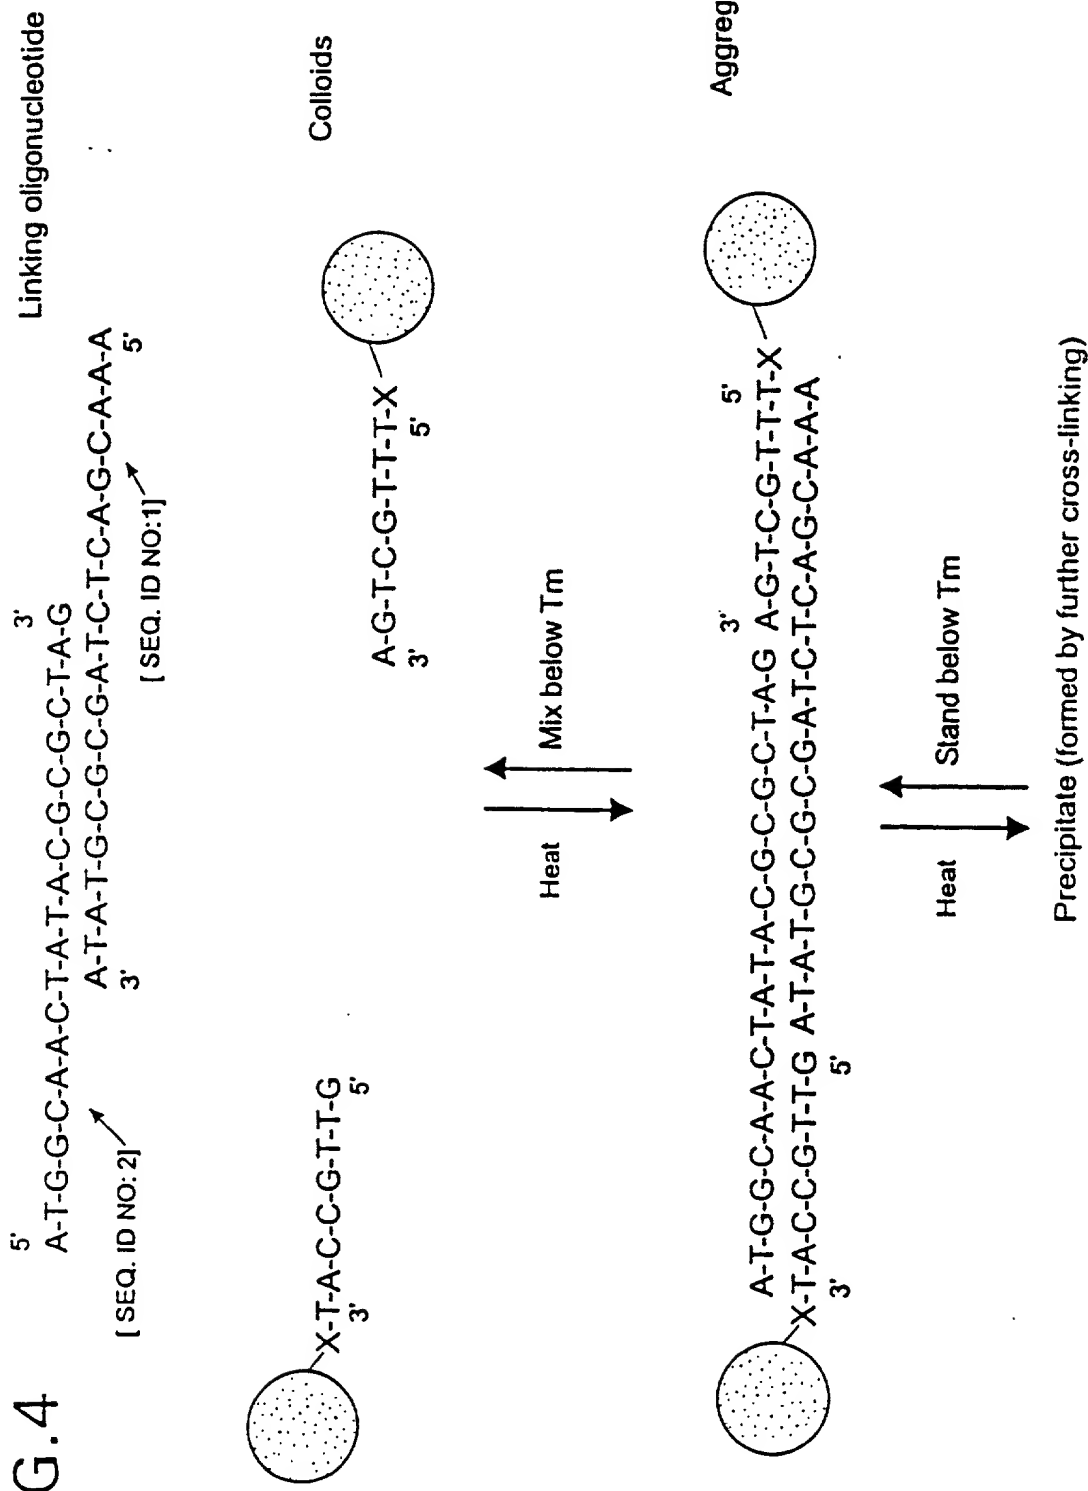 G.4
5'
3'
Linking oligonucleotide
A-T-G-G-C-A-A-C-T-A-T-A-C-G-C-G-C-T-A-G
A-T-A-T-G-C-G-C-G-A-T-C-T-C-A-G-C-A-A-A
3'
5'
[SEQ. ID NO: 2]
[SEQ. ID NO:1]
Colloids
X-T-A-C-C-G-T-T-G
3'
5'
A-G-T-C-G-T-T-T-X
3'
5'
Heat
Mix below Tm
Aggreg
3'
5'
A-T-G-G-C-A-A-C-T-A-T-A-C-G-C-G-C-T-A-G A-G-T-C-G-T-T-T-X
X-T-A-C-C-G-T-T-G A-T-A-T-G-C-G-C-G-A-T-C-T-C-A-G-C-A-A-A
3'
5'
Heat
Stand below Tm
Precipitate (formed by further cross-linking)